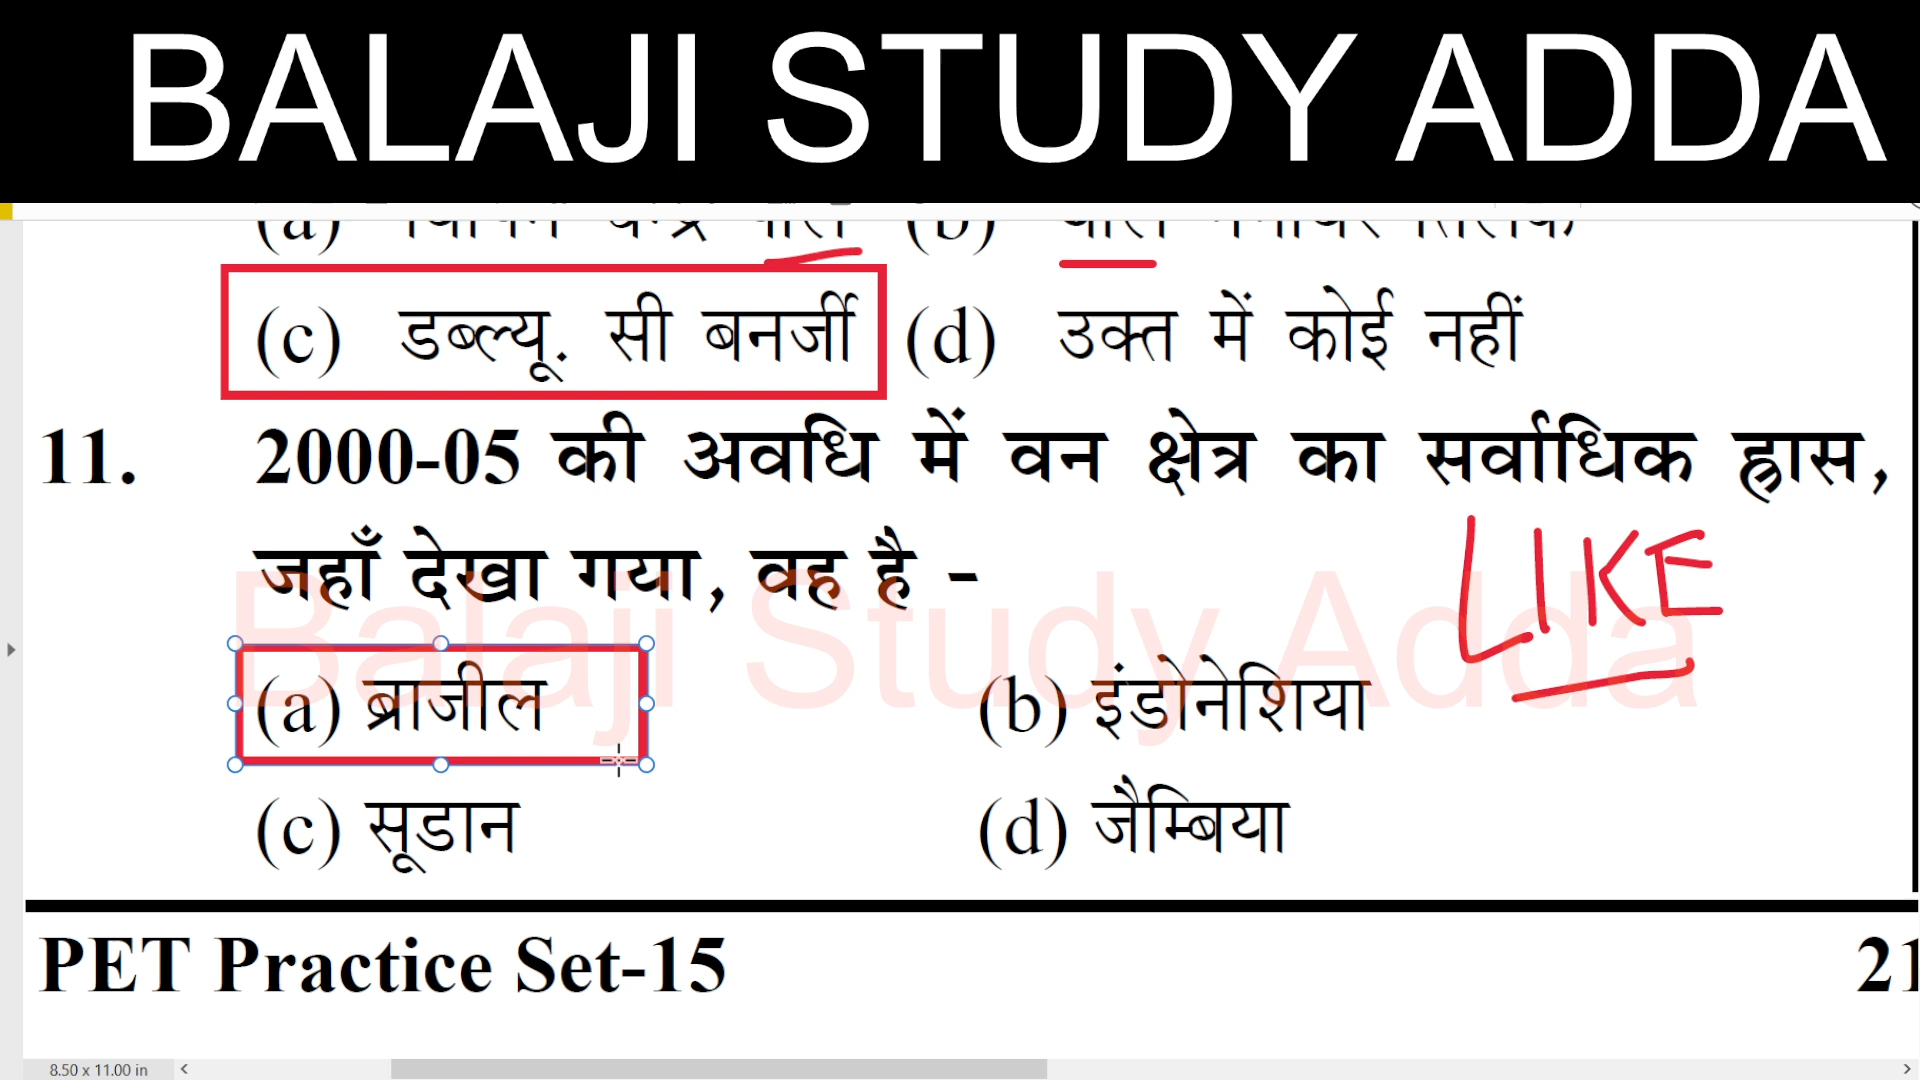 BALAJI STUDY ADDA
(c) डब्ल्यू. सी बनर्जी (d) उक्त में कोई नहीं
11. 2000-05 की अवधि में वन क्षेत्र का सर्वाधिक ह्रास,
जहाँ देखा गया, वह है -
LIKE
Balaji Study Adda
(a) ब्राजील (b) इंडोनेशिया
(c) सूडान (d) जैम्बिया
PET Practice Set-15 21
8.50 x 11.00 in